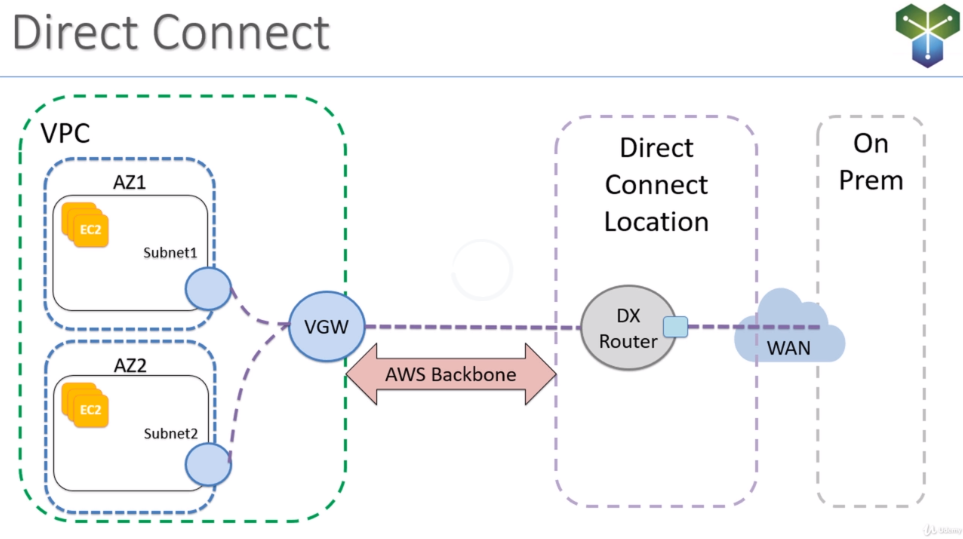 Direct Connect
VPC
AZ1
EC2
Subnet1
AZ2
EC2
Subnet2
VGW
AWS Backbone
Direct
Connect
Location
DX
Router
WAN
On
Prem
Udemy